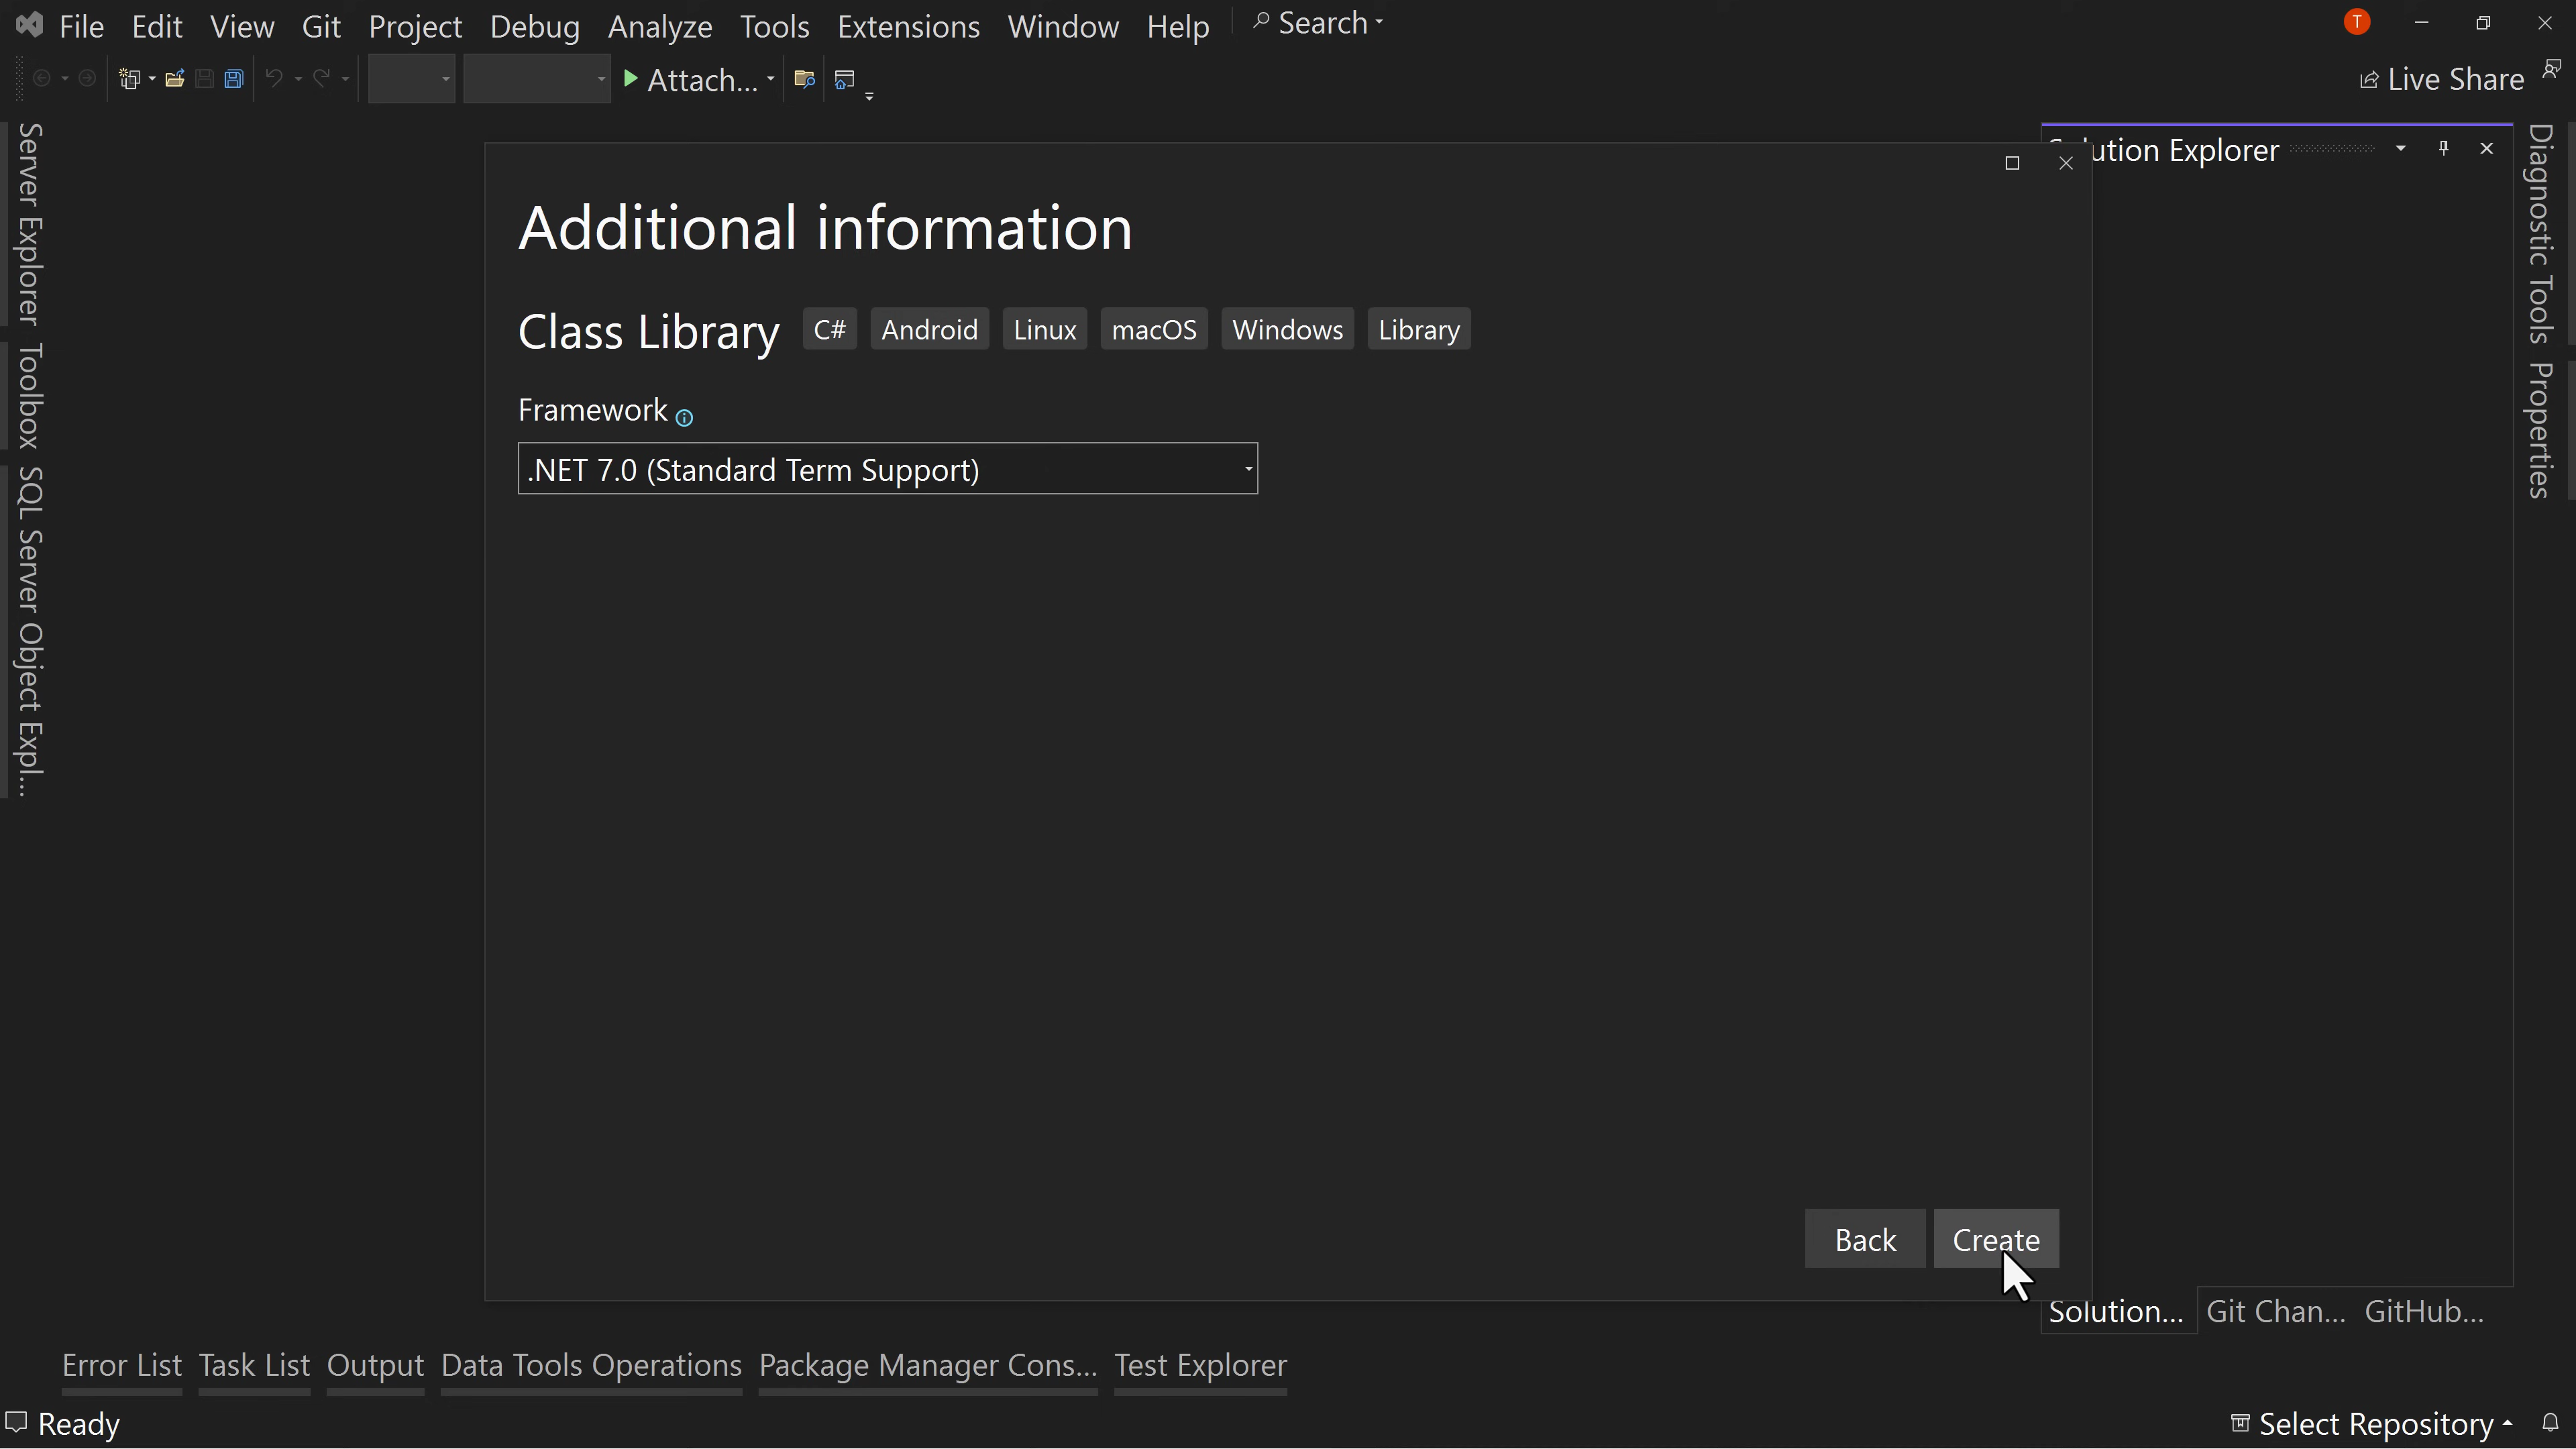 File Edit View Git Project Debug Analyze Tools Extensions Window Help Search T
Attach... Live Share
Server Explorer
Toolbox
SQL Server Object Expl...
Solution Explorer
Diagnostic Tools
Properties
Additional information
Class Library C# Android Linux macOS Windows Library
Framework
.NET 7.0 (Standard Term Support)
Back Create
Solution... Git Chan... GitHub...
Error List Task List Output Data Tools Operations Package Manager Cons... Test Explorer
Ready Select Repository